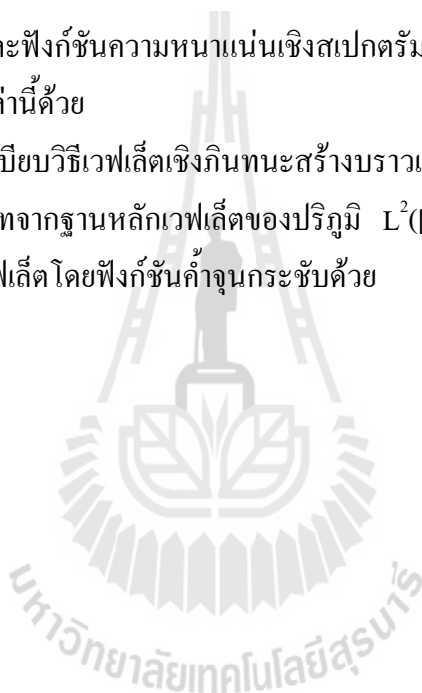 ะฟังก์ชันความหนาแน่นเชิงสเปกตรัม
านี้ด้วย
บียบวิธีเวฟเล็ตเชิงภินทนะสร้างบราวเ
ทจากฐานหลักเวฟเล็ตของปริภูมิ L²(
ฟเล็ตโดยฟังก์ชันค้ำจุนกระชับด้วย
มหาวิทยาลัยเทคโนโลยีสุรนารี